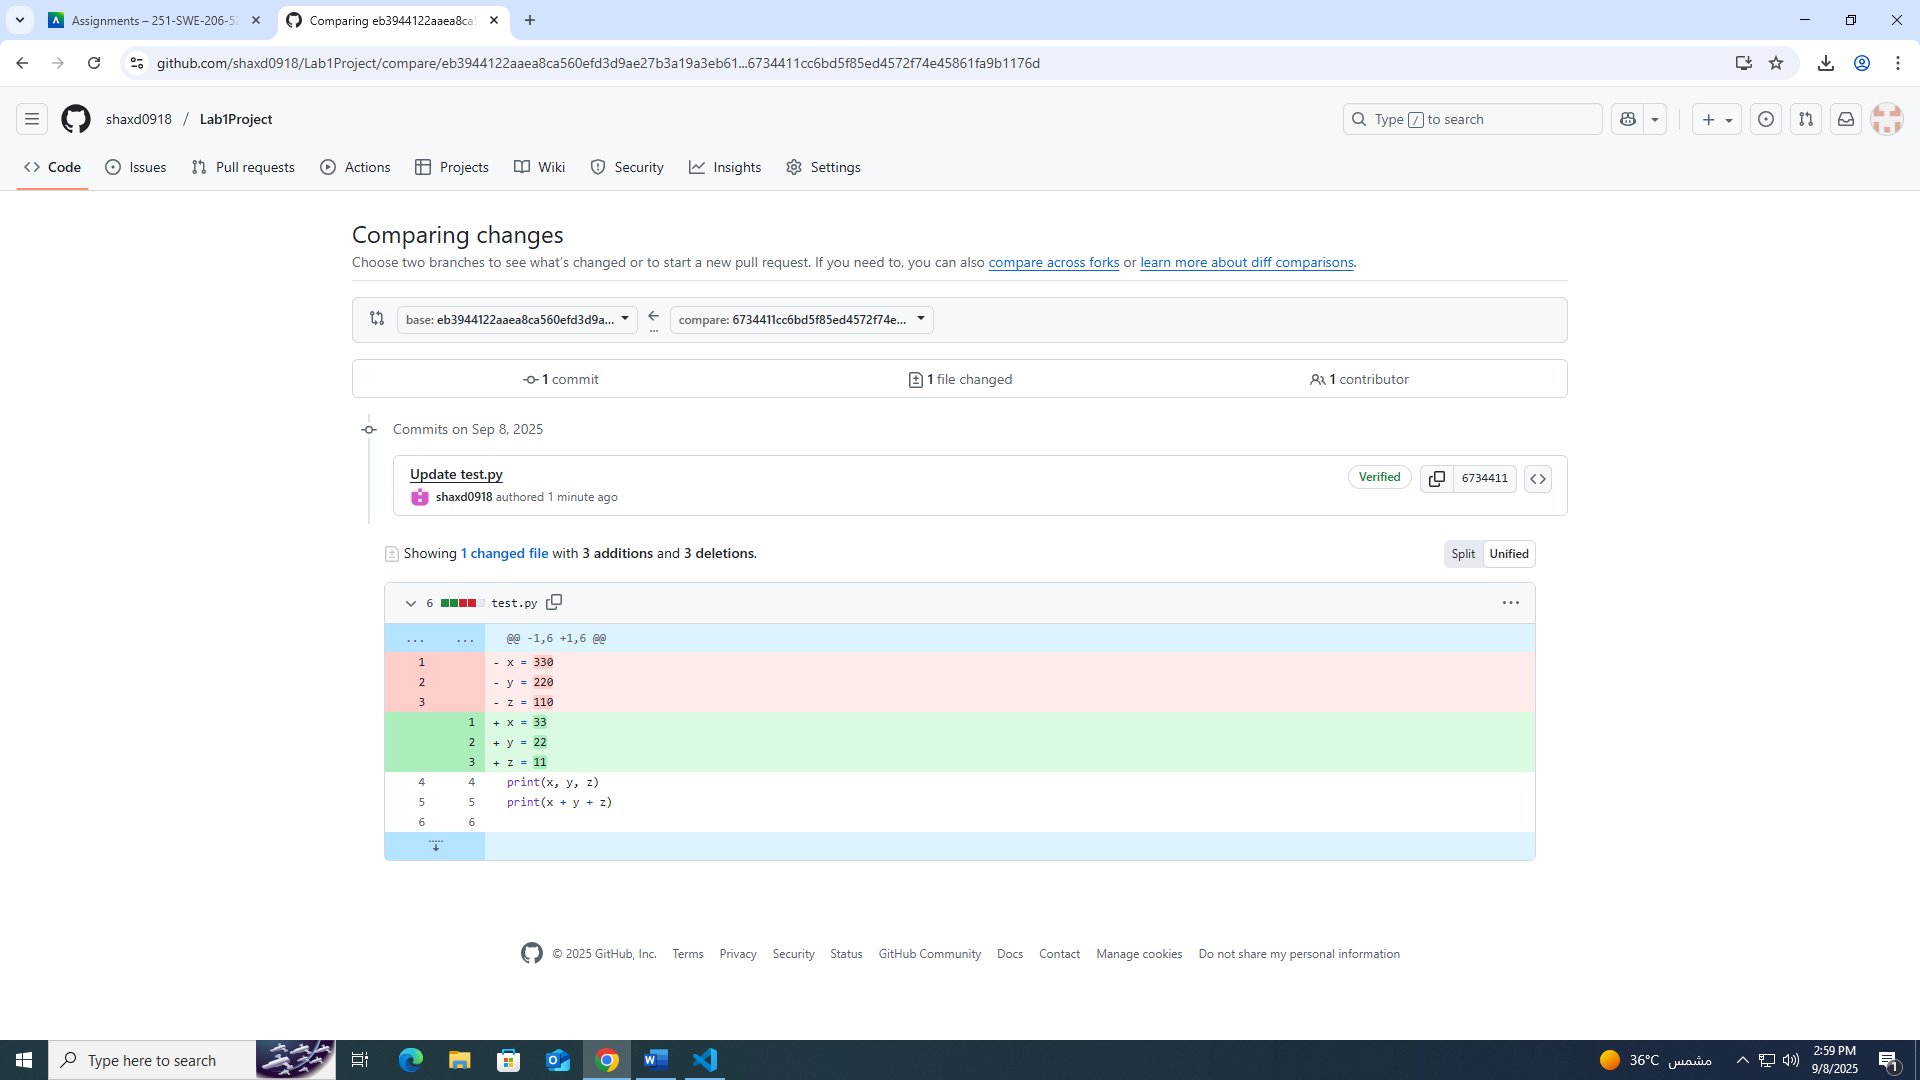 Assignments – 251-SWE-206-52
Comparing eb3944122aaea8ca5
github.com/shaxd0918/Lab1Project/compare/eb3944122aaea8ca560efd3d9ae27b3a19a3eb61...6734411cc6bd5f85ed4572f74e45861fa9b1176d
shaxd0918 / Lab1Project
Type / to search
Code Issues Pull requests Actions Projects Wiki Security Insights Settings
Comparing changes
Choose two branches to see what's changed or to start a new pull request. If you need to, you can also compare across forks or learn more about diff comparisons.
base: eb3944122aaea8ca560efd3d9a... ... compare: 6734411cc6bd5f85ed4572f74e...
1 commit 1 file changed 1 contributor
Commits on Sep 8, 2025
Update test.py
Verified 6734411
shaxd0918 authored 1 minute ago
Showing 1 changed file with 3 additions and 3 deletions.
Split Unified
6 test.py
... ... @@ -1,6 +1,6 @@
1 - x = 330
2 - y = 220
3 - z = 110
1 + x = 33
2 + y = 22
3 + z = 11
4 4 print(x, y, z)
5 5 print(x + y + z)
6 6
© 2025 GitHub, Inc. Terms Privacy Security Status GitHub Community Docs Contact Manage cookies Do not share my personal information
Type here to search
36°C مشمس
2:59 PM
9/8/2025
1